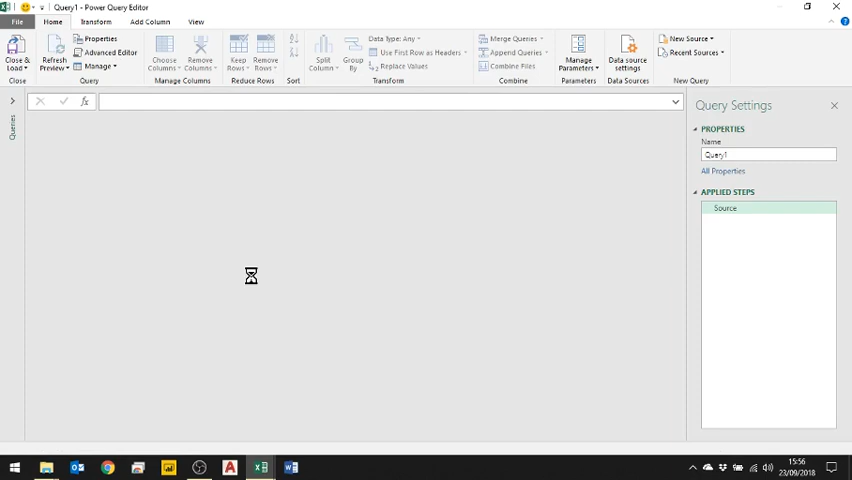 Query1 - Power Query Editor
File Home Transform Add Column View
Close & Load
Close
Refresh Preview
Properties
Advanced Editor
Manage
Query
Choose Columns
Remove Columns
Manage Columns
Keep Rows
Remove Rows
Reduce Rows
Sort
Split Column
Group By
Data Type: Any
Use First Row as Headers
Replace Values
Transform
Merge Queries
Append Queries
Combine Files
Combine
Manage Parameters
Parameters
Data source settings
Data Sources
New Source
Recent Sources
New Query
Queries
fx
Query Settings
PROPERTIES
Name
Query1
All Properties
APPLIED STEPS
Source
15:56
23/09/2018